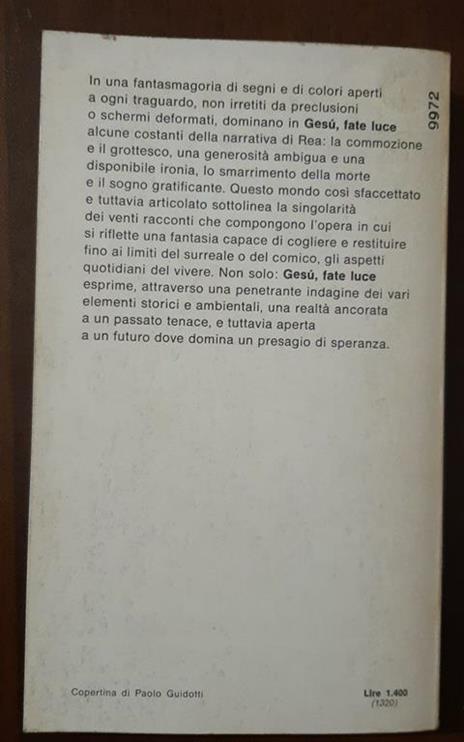 In una fantasmagoria di segni e di colori aperti
a ogni traguardo, non irretiti da preclusioni
o schermi deformati, dominano in Gesú, fate luce
alcune costanti della narrativa di Rea: la commozione
e il grottesco, una generosità ambigua e una
disponibile ironia, lo smarrimento della morte
e il sogno gratificante. Questo mondo così sfaccettato
e tuttavia articolato sottolinea la singolarità
dei venti racconti che compongono l'opera in cui
si riflette una fantasia capace di cogliere e restituire
fino ai limiti del surreale o del comico, gli aspetti
quotidiani del vivere. Non solo: Gesú, fate luce
esprime, attraverso una penetrante indagine dei vari
elementi storici e ambientali, una realtà ancorata
a un passato tenace, e tuttavia aperta
a un futuro dove domina un presagio di speranza.
9972
Copertina di Paolo Guidotti
Lire 1.400
(1320)